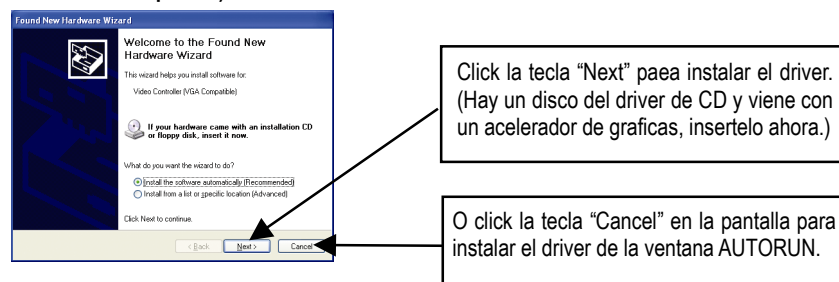 Found New Hardware Wizard
Welcome to the Found New
Hardware Wizard
This wizard helps you install software for:
Video Controller (VGA Compatible)
If your hardware came with an installation CD
or floppy disk, insert it now.
What do you want the wizard to do?
Install the software automatically (Recommended)
Install from a list or specific location (Advanced)
Click Next to continue.
< Back
Next >
Cancel
Click la tecla “Next” paea instalar el driver.
(Hay un disco del driver de CD y viene con
un acelerador de graficas, insertelo ahora.)
O click la tecla “Cancel” en la pantalla para
instalar el driver de la ventana AUTORUN.